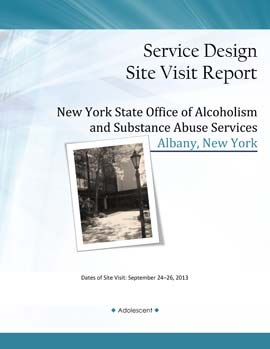 Service Design
Site Visit Report
New York State Office of Alcoholism
and Substance Abuse Services
Albany, New York
Dates of Site Visit: September 24–26, 2013
◆ Adolescent ◆